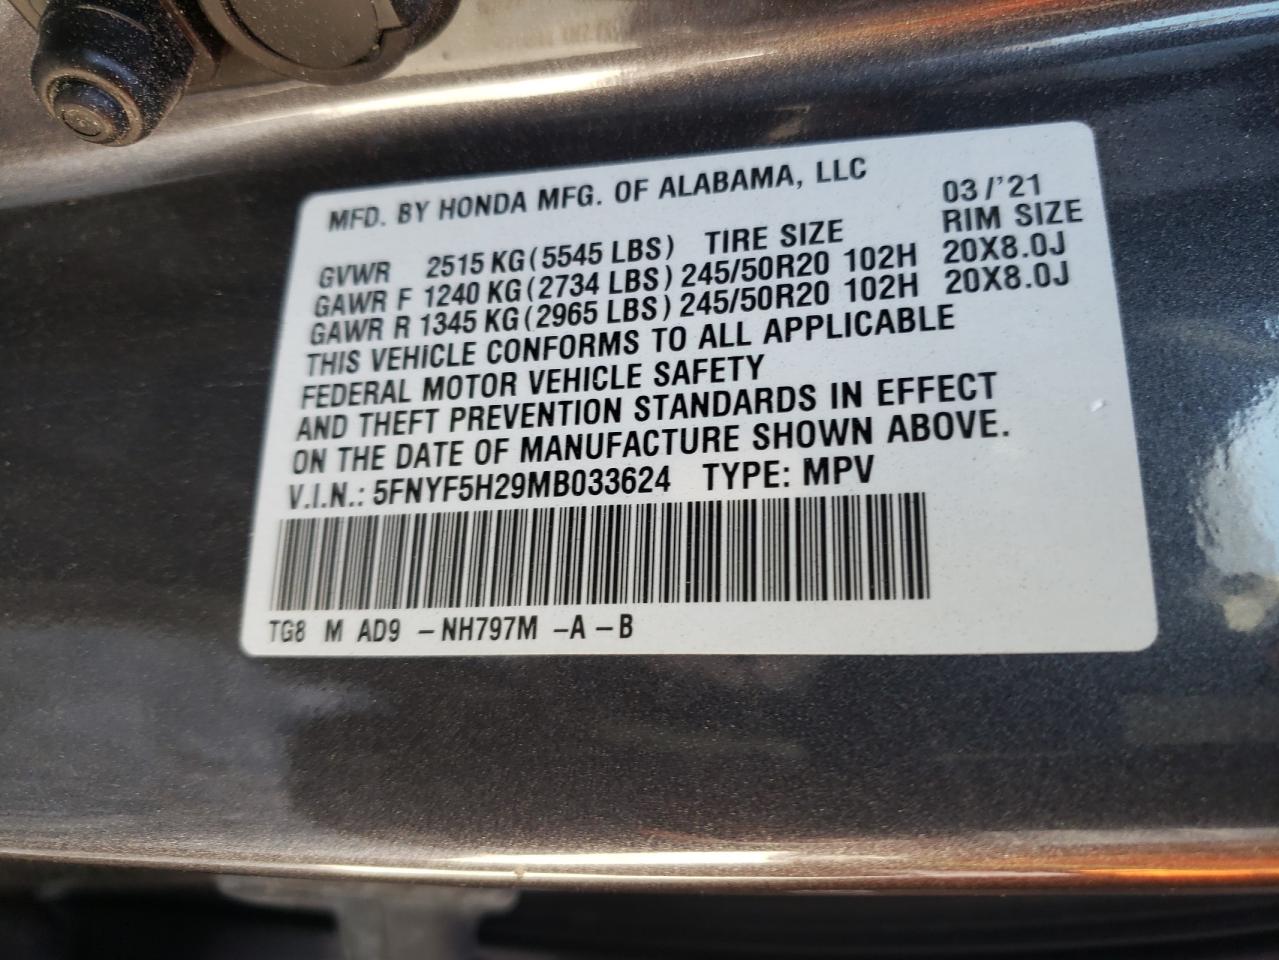 MFD. BY HONDA MFG. OF ALABAMA, LLC 03/'21
GVWR 2515 KG (5545 LBS) TIRE SIZE RIM SIZE
GAWR F 1240 KG (2734 LBS) 245/50R20 102H 20X8.0J
GAWR R 1345 KG (2965 LBS) 245/50R20 102H 20X8.0J
THIS VEHICLE CONFORMS TO ALL APPLICABLE
FEDERAL MOTOR VEHICLE SAFETY
AND THEFT PREVENTION STANDARDS IN EFFECT
ON THE DATE OF MANUFACTURE SHOWN ABOVE.
V.I.N.: 5FNYF5H29MB033624 TYPE: MPV
TG8 M AD9 -NH797M -A -B